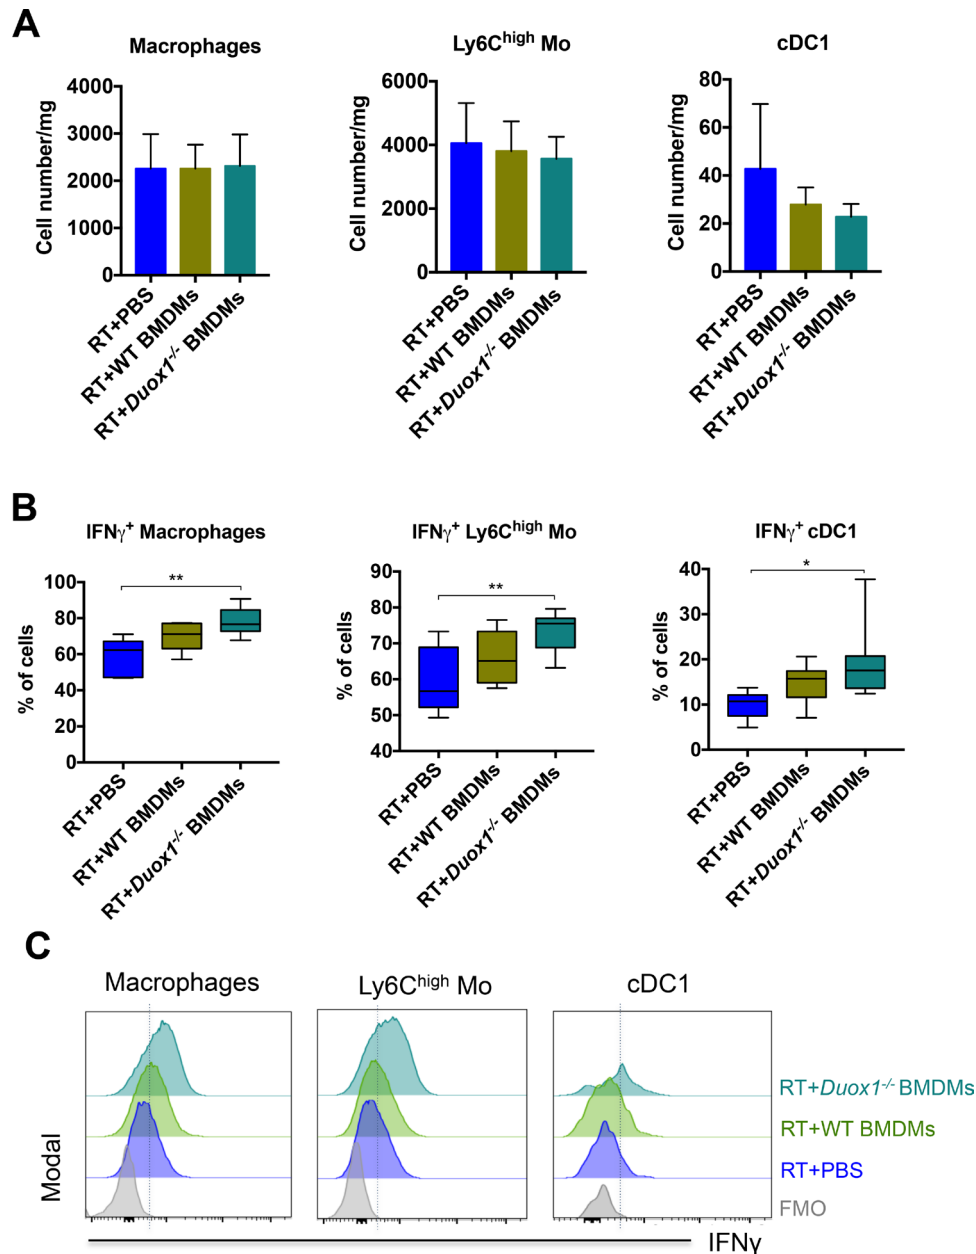 A
Macrophages
Cell number/mg
4000
3000
2000
1000
0
RT+PBS
RT+WT BMDMs
RT+Duox1-/- BMDMs
Ly6Chigh Mo
Cell number/mg
6000
4000
2000
0
RT+PBS
RT+WT BMDMs
RT+Duox1-/- BMDMs
cDC1
Cell number/mg
80
60
40
20
0
RT+PBS
RT+WT BMDMs
RT+Duox1-/- BMDMs
B
IFNγ+ Macrophages
% of cells
100
80
60
40
20
0
**
RT+PBS
RT+WT BMDMs
RT+Duox1-/- BMDMs
IFNγ+ Ly6Chigh Mo
% of cells
90
80
70
60
50
40
**
RT+PBS
RT+WT BMDMs
RT+Duox1-/- BMDMs
IFNγ+ cDC1
% of cells
40
30
20
10
0
*
RT+PBS
RT+WT BMDMs
RT+Duox1-/- BMDMs
C
Macrophages
Ly6Chigh Mo
cDC1
Modal
RT+Duox1-/- BMDMs
RT+WT BMDMs
RT+PBS
FMO
IFNγ